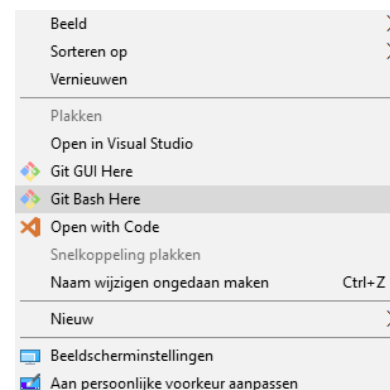 Beeld
Sorteren op
Vernieuwen
Plakken
Open in Visual Studio
Git GUI Here
Git Bash Here
Open with Code
Snelkoppeling plakken
Naam wijzigen ongedaan maken Ctrl+Z
Nieuw
Beeldscherminstellingen
Aan persoonlijke voorkeur aanpassen